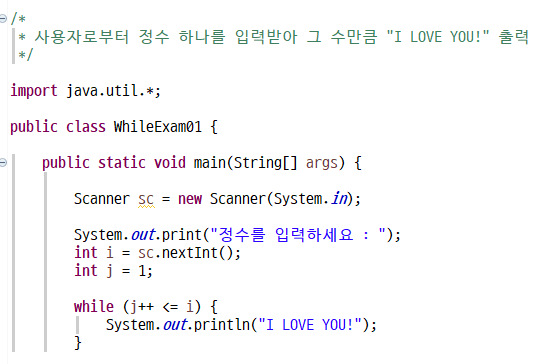 /*
 * 사용자로부터 정수 하나를 입력받아 그 수만큼 "I LOVE YOU!" 출력
 */
import java.util.*;
public class WhileExam01 {
    public static void main(String[] args) {
        Scanner sc = new Scanner(System.in);
        System.out.print("정수를 입력하세요 : ");
        int i = sc.nextInt();
        int j = 1;
        while (j++ <= i) {
            System.out.println("I LOVE YOU!");
        }